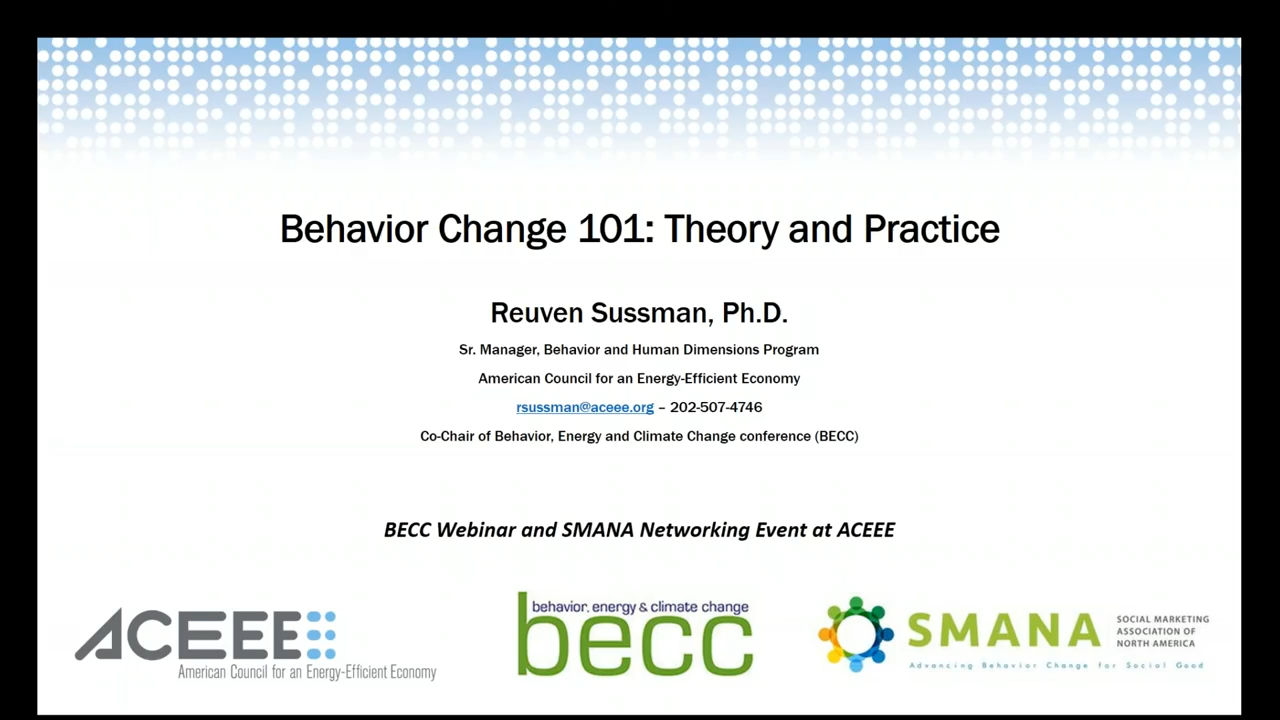 Behavior Change 101: Theory and Practice
Reuven Sussman, Ph.D.
Sr. Manager, Behavior and Human Dimensions Program
American Council for an Energy-Efficient Economy
rsussman@aceee.org – 202-507-4746
Co-Chair of Behavior, Energy and Climate Change conference (BECC)
BECC Webinar and SMANA Networking Event at ACEEE
ACEEE
American Council for an Energy-Efficient Economy
behavior, energy & climate change
becc
SMANA
SOCIAL MARKETING
ASSOCIATION OF
NORTH AMERICA
Advancing Behavior Change for Social Good